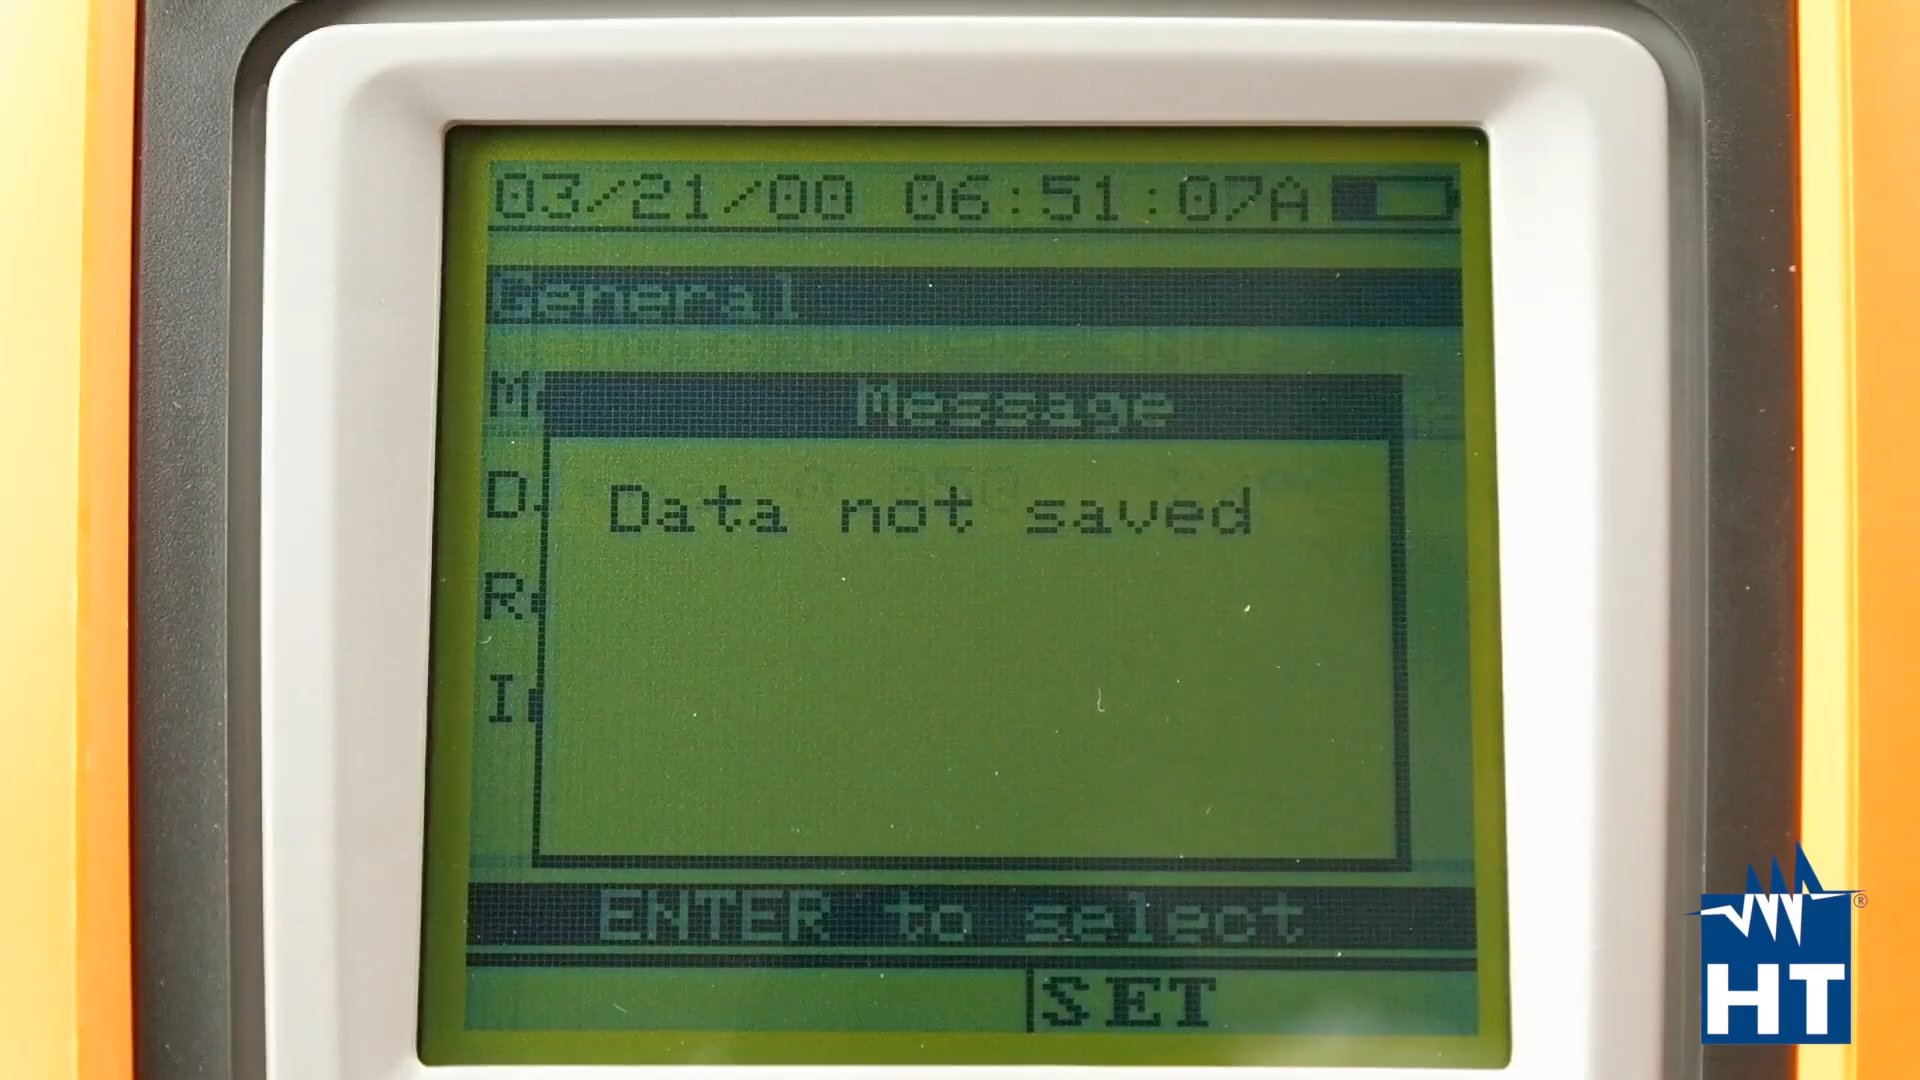 03/21/00 06:51:07A
General
Message
Data not saved
ENTER to select
SET
HT
®